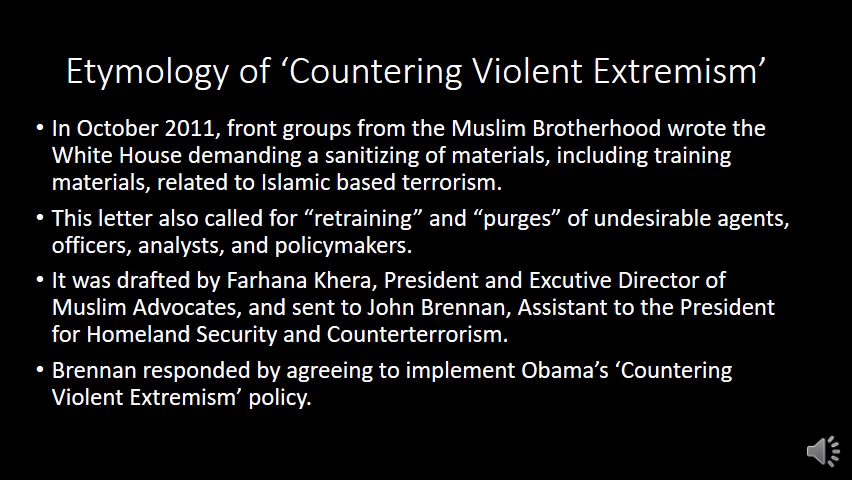 Etymology of ‘Countering Violent Extremism’
• In October 2011, front groups from the Muslim Brotherhood wrote the
White House demanding a sanitizing of materials, including training
materials, related to Islamic based terrorism.
• This letter also called for “retraining” and “purges” of undesirable agents,
officers, analysts, and policymakers.
• It was drafted by Farhana Khera, President and Excutive Director of
Muslim Advocates, and sent to John Brennan, Assistant to the President
for Homeland Security and Counterterrorism.
• Brennan responded by agreeing to implement Obama’s ‘Countering
Violent Extremism’ policy.